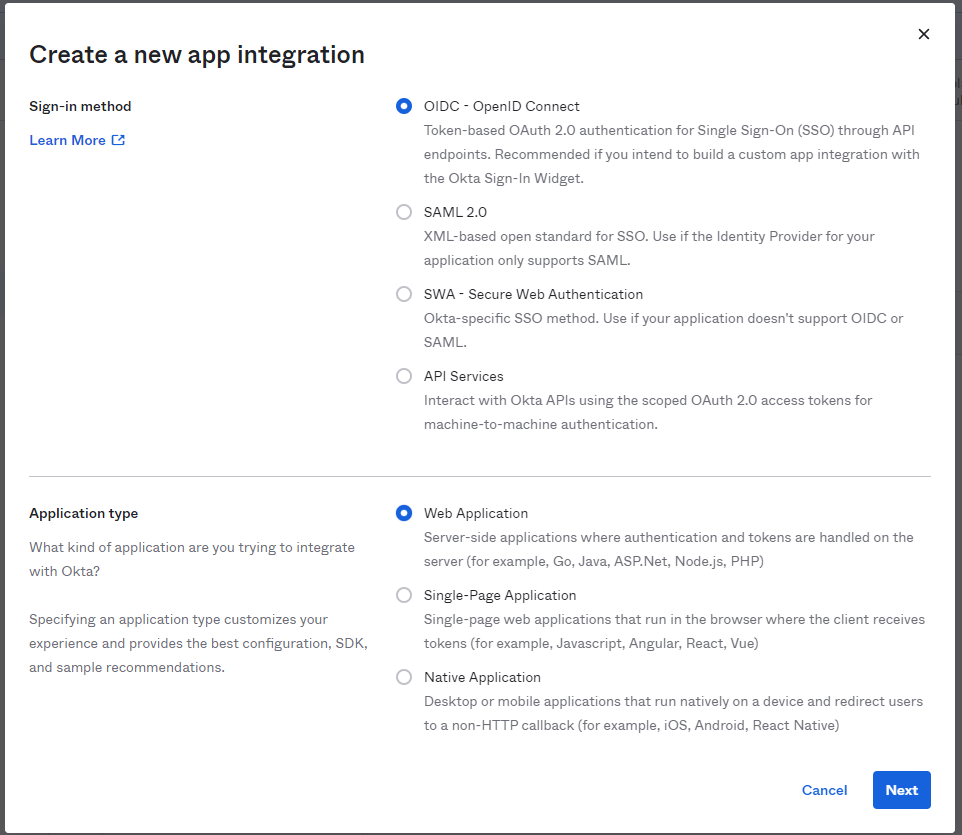 Create a new app integration
Sign-in method
Learn More
OIDC - OpenID Connect
Token-based OAuth 2.0 authentication for Single Sign-On (SSO) through API
endpoints. Recommended if you intend to build a custom app integration with
the Okta Sign-In Widget.
SAML 2.0
XML-based open standard for SSO. Use if the Identity Provider for your
application only supports SAML.
SWA - Secure Web Authentication
Okta-specific SSO method. Use if your application doesn't support OIDC or
SAML.
API Services
Interact with Okta APIs using the scoped OAuth 2.0 access tokens for
machine-to-machine authentication.
Application type
What kind of application are you trying to integrate
with Okta?
Specifying an application type customizes your
experience and provides the best configuration, SDK,
and sample recommendations.
Web Application
Server-side applications where authentication and tokens are handled on the
server (for example, Go, Java, ASP.Net, Node.js, PHP)
Single-Page Application
Single-page web applications that run in the browser where the client receives
tokens (for example, Javascript, Angular, React, Vue)
Native Application
Desktop or mobile applications that run natively on a device and redirect users
to a non-HTTP callback (for example, iOS, Android, React Native)
Cancel
Next